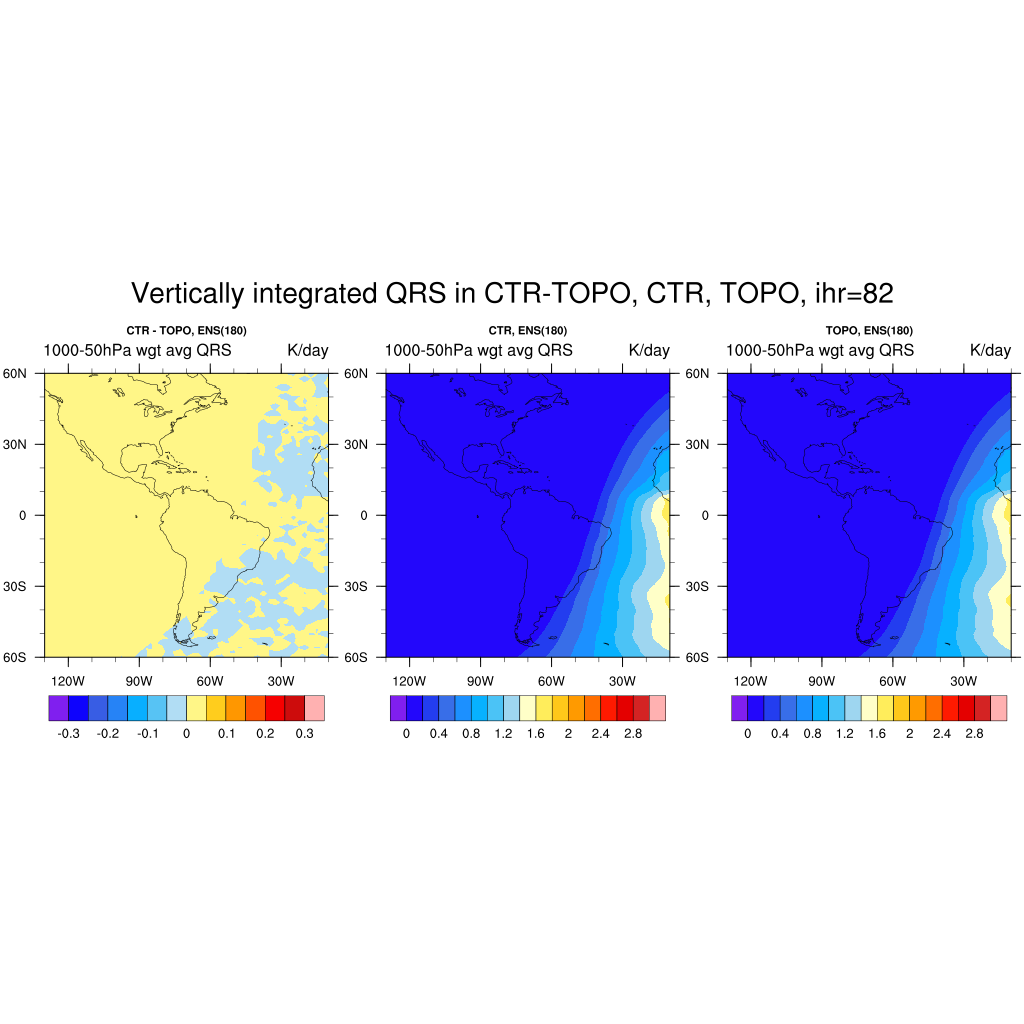 Vertically integrated QRS in CTR-TOPO, CTR, TOPO, ihr=82
CTR - TOPO, ENS(180)
1000-50hPa wgt avg QRS K/day
60N
30N
0
30S
60S
120W 90W 60W 30W
-0.3 -0.2 -0.1 0 0.1 0.2 0.3
CTR, ENS(180)
1000-50hPa wgt avg QRS K/day
60N
30N
0
30S
60S
120W 90W 60W 30W
0 0.4 0.8 1.2 1.6 2 2.4 2.8
TOPO, ENS(180)
1000-50hPa wgt avg QRS K/day
60N
30N
0
30S
60S
120W 90W 60W 30W
0 0.4 0.8 1.2 1.6 2 2.4 2.8